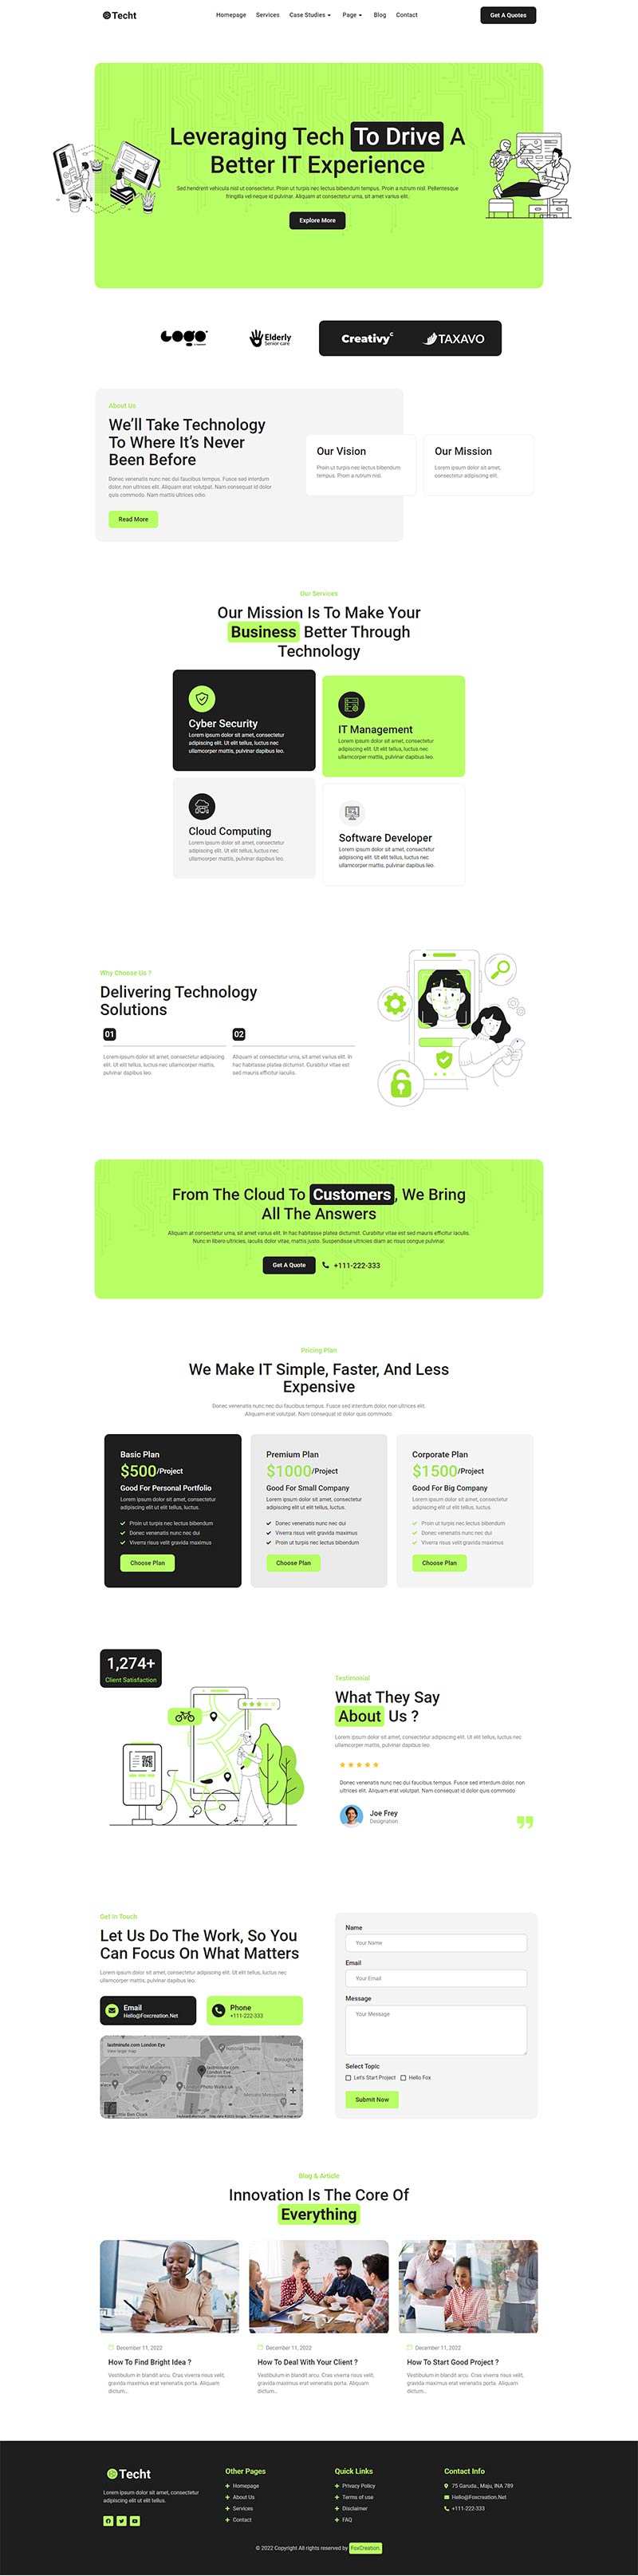 Techt
Homepage Services Case Studies Page Blog Contact
Get A Quotes
Leveraging Tech To Drive A
Better IT Experience
Sed hendrerit vehicula nisl ut consectetur. Proin ut turpis nec lectus bibendum tempus. Proin a rutrum nisl. Pellentesque
fringilla vel neque id pulvinar. Aliquam at consectetur urna, sit amet varius elit.
Explore More
LOGO
Elderly
Senior care
Creativyc
TAXAVO
About Us
We'll Take Technology
To Where It's Never
Been Before
Donec venenatis nunc nec dui faucibus tempus. Fusce sed interdum
dolor, non ultrices elit. Aliquam erat volutpat. Nam consequat id dolor
quis commodo. Nam mattis ultrices odio.
Read More
Our Vision
Proin ut turpis nec lectus bibendum
tempus. Proin a rutrum nisl.
Our Mission
Lorem ipsum dolor sit amet,
consectetur adipiscing elit.
Our Services
Our Mission Is To Make Your
Business Better Through
Technology
Cyber Security
Lorem ipsum dolor sit amet, consectetur
adipiscing elit. Ut elit tellus, luctus nec
ullamcorper mattis, pulvinar dapibus leo.
IT Management
Lorem ipsum dolor sit amet, consectetur
adipiscing elit. Ut elit tellus, luctus nec
ullamcorper mattis, pulvinar dapibus leo.
Cloud Computing
Lorem ipsum dolor sit amet, consectetur
adipiscing elit. Ut elit tellus, luctus nec
ullamcorper mattis, pulvinar dapibus leo.
Software Developer
Lorem ipsum dolor sit amet, consectetur
adipiscing elit. Ut elit tellus, luctus nec
ullamcorper mattis, pulvinar dapibus leo.
Why Choose Us ?
Delivering Technology
Solutions
01
Lorem ipsum dolor sit amet, consectetur adipiscing
elit. Ut elit tellus, luctus nec ullamcorper mattis,
pulvinar dapibus leo.
02
Aliquam at consectetur urna, sit amet varius elit. In
hac habitasse platea dictumst. Curabitur vitae est
sed mauris efficitur iaculis.
From The Cloud To Customers, We Bring
All The Answers
Aliquam at consectetur urna, sit amet varius elit. In hac habitasse platea dictumst. Curabitur vitae est sed mauris efficitur iaculis.
Nunc in libero ultricies, iaculis dolor vitae, mattis justo. Suspendisse ultricies diam ac risus congue pulvinar.
Get A Quote
+111-222-333
Pricing Plan
We Make IT Simple, Faster, And Less
Expensive
Donec venenatis nunc nec dui faucibus tempus. Fusce sed interdum dolor, non ultrices elit.
Aliquam erat volutpat. Nam consequat id dolor quis commodo.
Basic Plan
$500/Project
Good For Personal Portfolio
Lorem ipsum dolor sit amet, consectetur
adipiscing elit ut elit tellus, luctus.
Proin ut turpis nec lectus bibendum
Donec venenatis nunc nec dui
Viverra risus velit gravida maximus
Choose Plan
Premium Plan
$1000/Project
Good For Small Company
Lorem ipsum dolor sit amet, consectetur
adipiscing elit ut elit tellus, luctus.
Donec venenatis nunc nec dui
Viverra risus velit gravida maximus
Proin ut turpis nec lectus bibendum
Choose Plan
Corporate Plan
$1500/Project
Good For Big Company
Lorem ipsum dolor sit amet, consectetur
adipiscing elit ut elit tellus, luctus.
Proin ut turpis nec lectus bibendum
Donec venenatis nunc nec dui
Viverra risus velit gravida maximus
Choose Plan
1,274+
Client Satisfaction
Testimonial
What They Say
About Us ?
Lorem ipsum dolor sit amet, consectetur adipiscing elit. Ut elit tellus, luctus nec
ullamcorper mattis, pulvinar dapibus leo.
Donec venenatis nunc nec dui faucibus tempus. Fusce sed interdum dolor, non
ultrices elit. Aliquam erat volutpat. Nam consequat id dolor quis commodo
Joe Frey
Designation
Get In Touch
Let Us Do The Work, So You
Can Focus On What Matters
Lorem ipsum dolor sit amet, consectetur adipiscing elit. Ut elit tellus, luctus nec
ullamcorper mattis, pulvinar dapibus leo.
Email
Hello@Foxcreation.Net
Phone
+111-222-333
lastminute.com London Eye
View larger map
National Theatre
Imperial War Museums
lastminute.com
London Eye
Photo Walks uk
Name
Your Name
Email
Your Email
Message
Your Message
Select Topic
Let's Start Project Hello Fox
Submit Now
Blog & Article
Innovation Is The Core Of
Everything
December 11, 2022
How To Find Bright Idea ?
Vestibulum in blandit arcu. Cras viverra risus velit,
gravida maximus erat venenatis porta. Aliquam
dictum...
December 11, 2022
How To Deal With Your Client ?
Vestibulum in blandit arcu. Cras viverra risus velit,
gravida maximus erat venenatis porta. Aliquam
dictum...
December 11, 2022
How To Start Good Project ?
Vestibulum in blandit arcu. Cras viverra risus velit,
gravida maximus erat venenatis porta. Aliquam
dictum...
Techt
Lorem ipsum dolor sit amet, consectetur
adipiscing elit ut elit tellus.
Other Pages
Homepage
About Us
Services
Contact
Quick Links
Privacy Policy
Terms of use
Disclaimer
FAQ
Contact Info
75 Garuda., Maju, INA 789
Hello@Foxcreation.Net
+111-222-333
© 2022 Copyright All rights reserved by FoxCreation.